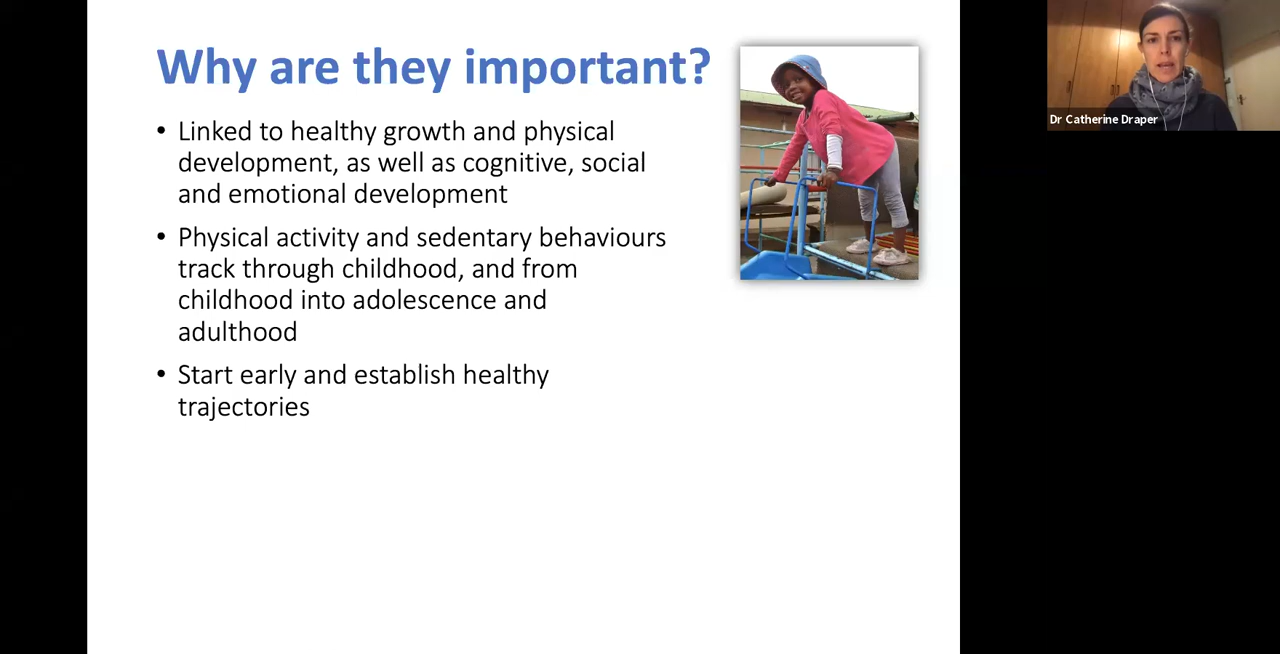 Why are they important?
• Linked to healthy growth and physical
development, as well as cognitive, social
and emotional development
• Physical activity and sedentary behaviours
track through childhood, and from
childhood into adolescence and
adulthood
• Start early and establish healthy
trajectories
Dr Catherine Draper